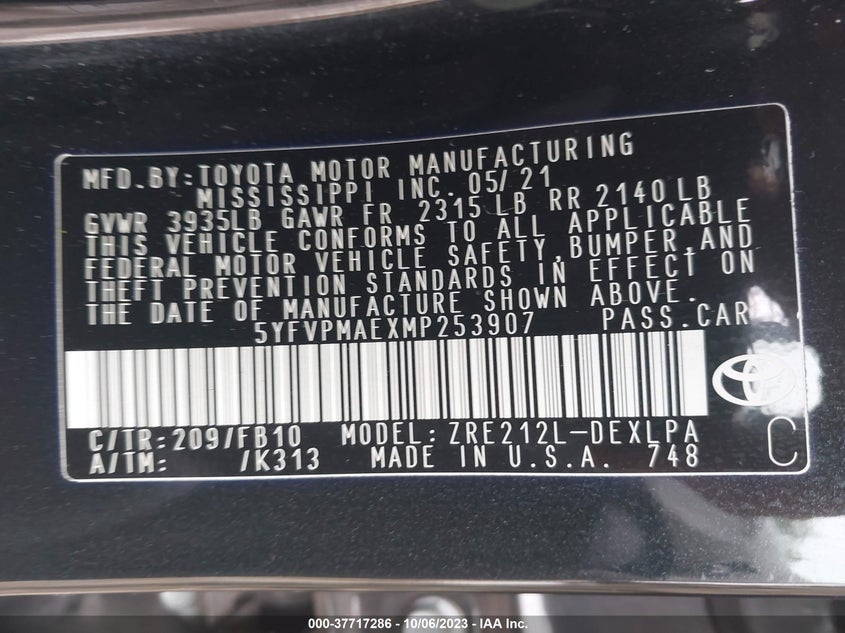 MFD.BY:TOYOTA MOTOR MANUFACTURING
MISSISSIPPI INC. 05/21
GVWR 3935LB GAWR FR 2315 LB RR 2140 LB
THIS VEHICLE CONFORMS TO ALL APPLICABLE
FEDERAL MOTOR VEHICLE SAFETY,BUMPER,AND
THEFT PREVENTION STANDARDS IN EFFECT ON
THE DATE OF MANUFACTURE SHOWN ABOVE.
5YFVPMAEXMP253907 PASS.CAR
C/TR:209/FB10 MODEL:ZRE212L-DEXLPA
A/TM: /K313 MADE IN U.S.A. 748
C
000-37717286 - 10/06/2023 - IAA Inc.